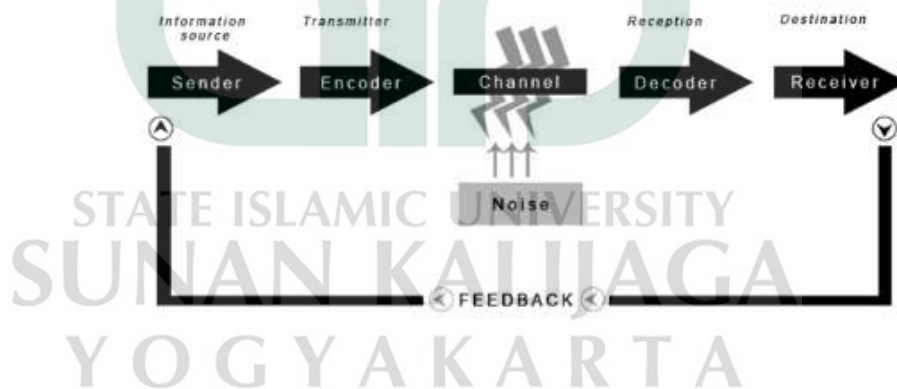 Information source
Transmitter
Reception
Destination
Sender
Encoder
Channel
Decoder
Receiver
Noise
FEEDBACK
STATE ISLAMIC UNIVERSITY
SUNAN KALIJAGA
YOGYAKARTA